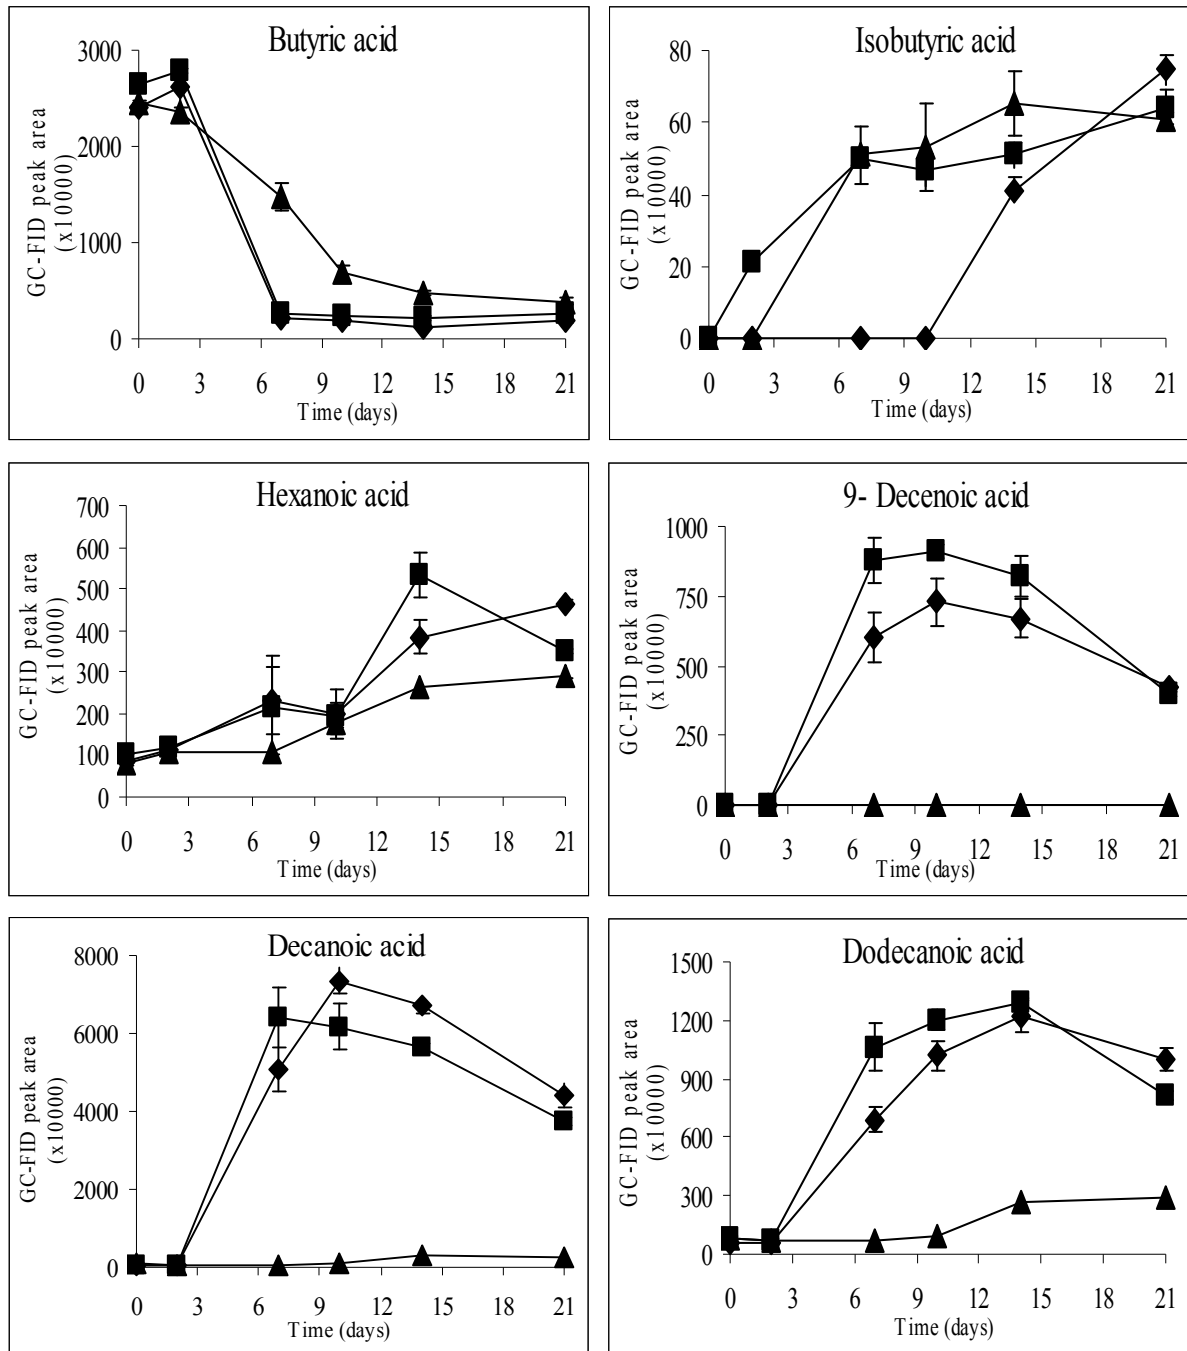 Butyric acid
GC-FID peak area
(x10000)
3000
2000
1000
0
0 3 6 9 12 15 18 21
Time (days)
Isobutyric acid
GC-FID peak area
(x10000)
80
60
40
20
0
0 3 6 9 12 15 18 21
Time (days)
Hexanoic acid
GC-FID peak area
(x10000)
700
600
500
400
300
200
100
0
0 3 6 9 12 15 18 21
Time (days)
9- Decenoic acid
GC-FID peak area
(x10000)
1000
750
500
250
0
0 3 6 9 12 15 18 21
Time (days)
Decanoic acid
GC-FID peak area
(x10000)
8000
6000
4000
2000
0
0 3 6 9 12 15 18 21
Time (days)
Dodecanoic acid
GC-FID peak area
(x10000)
1500
1200
900
600
300
0
0 3 6 9 12 15 18 21
Time (days)